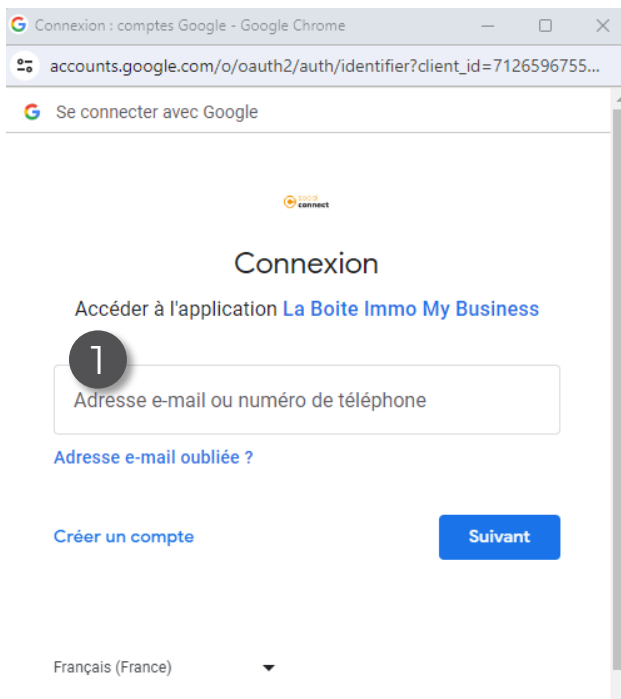 Connexion : comptes Google - Google Chrome
accounts.google.com/o/oauth2/auth/identifier?client_id=7126596755...
Se connecter avec Google
social
connect
Connexion
Accéder à l'application La Boite Immo My Business
1
Adresse e-mail ou numéro de téléphone
Adresse e-mail oubliée ?
Créer un compte
Suivant
Français (France)